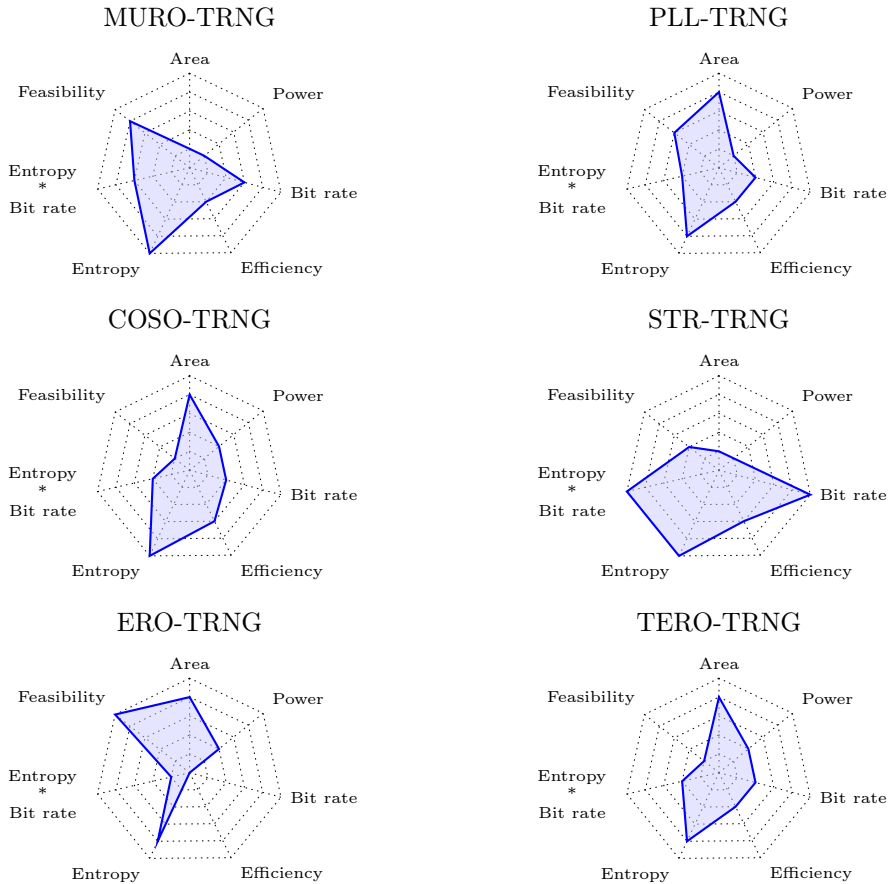 MURO-TRNG
Area
Feasibility
Power
Entropy
*
Bit rate
Bit rate
Entropy
Efficiency
PLL-TRNG
Area
Feasibility
Power
Entropy
*
Bit rate
Bit rate
Entropy
Efficiency
COSO-TRNG
Area
Feasibility
Power
Entropy
*
Bit rate
Bit rate
Entropy
Efficiency
STR-TRNG
Area
Feasibility
Power
Entropy
*
Bit rate
Bit rate
Entropy
Efficiency
ERO-TRNG
Area
Feasibility
Power
Entropy
*
Bit rate
Bit rate
Entropy
Efficiency
TERO-TRNG
Area
Feasibility
Power
Entropy
*
Bit rate
Bit rate
Entropy
Efficiency